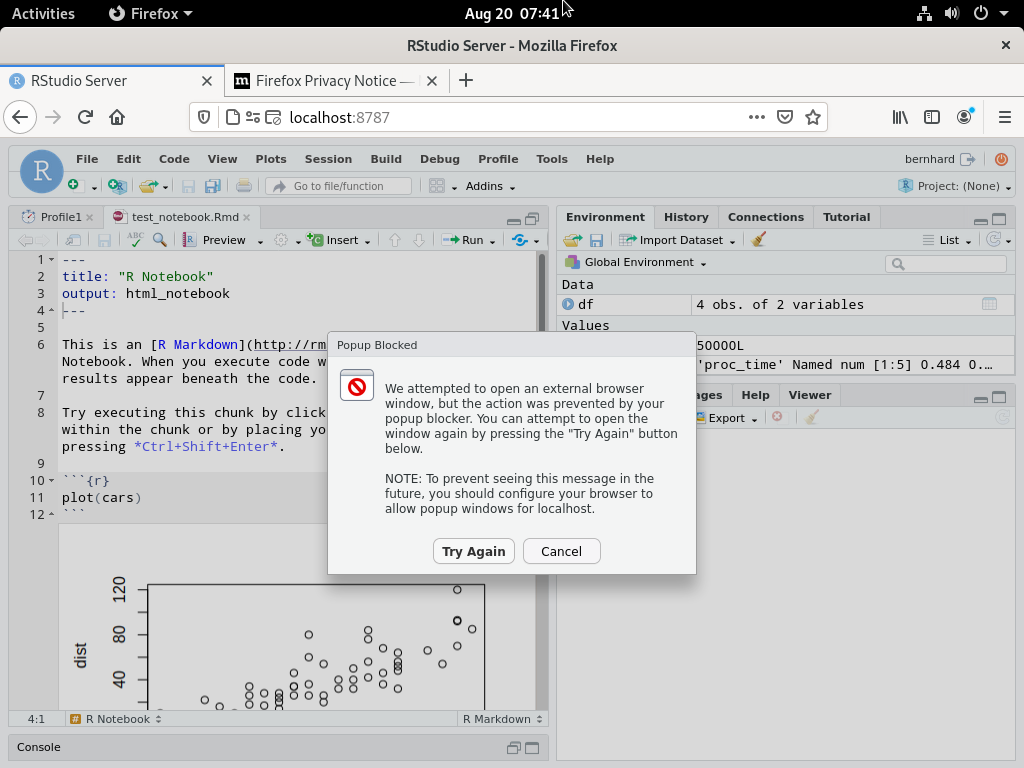 Activities
Firefox
Aug 20 07:41
RStudio Server - Mozilla Firefox
RStudio Server
Firefox Privacy Notice —
localhost:8787
File Edit Code View Plots Session Build Debug Profile Tools Help
bernhard
Go to file/function
Addins
Project: (None)
Profile1
test_notebook.Rmd
Preview
Insert
Run
1 ---
2 title: "R Notebook"
3 output: html_notebook
4 ---
5
6 This is an [R Markdown](http://rm
Notebook. When you execute code w
results appear beneath the code.
7
8 Try executing this chunk by click
within the chunk or by placing yo
pressing *Ctrl+Shift+Enter*.
9
10 ```{r}
11 plot(cars)
12 ```
120
80
40
dist
4:1
R Notebook
R Markdown
Console
Environment History Connections Tutorial
Import Dataset
List
Global Environment
Data
df 4 obs. of 2 variables
Values
50000L
'proc_time' Named num [1:5] 0.484 0.…
ages Help Viewer
Export
Popup Blocked
We attempted to open an external browser
window, but the action was prevented by your
popup blocker. You can attempt to open the
window again by pressing the "Try Again" button
below.
NOTE: To prevent seeing this message in the
future, you should configure your browser to
allow popup windows for localhost.
Try Again
Cancel